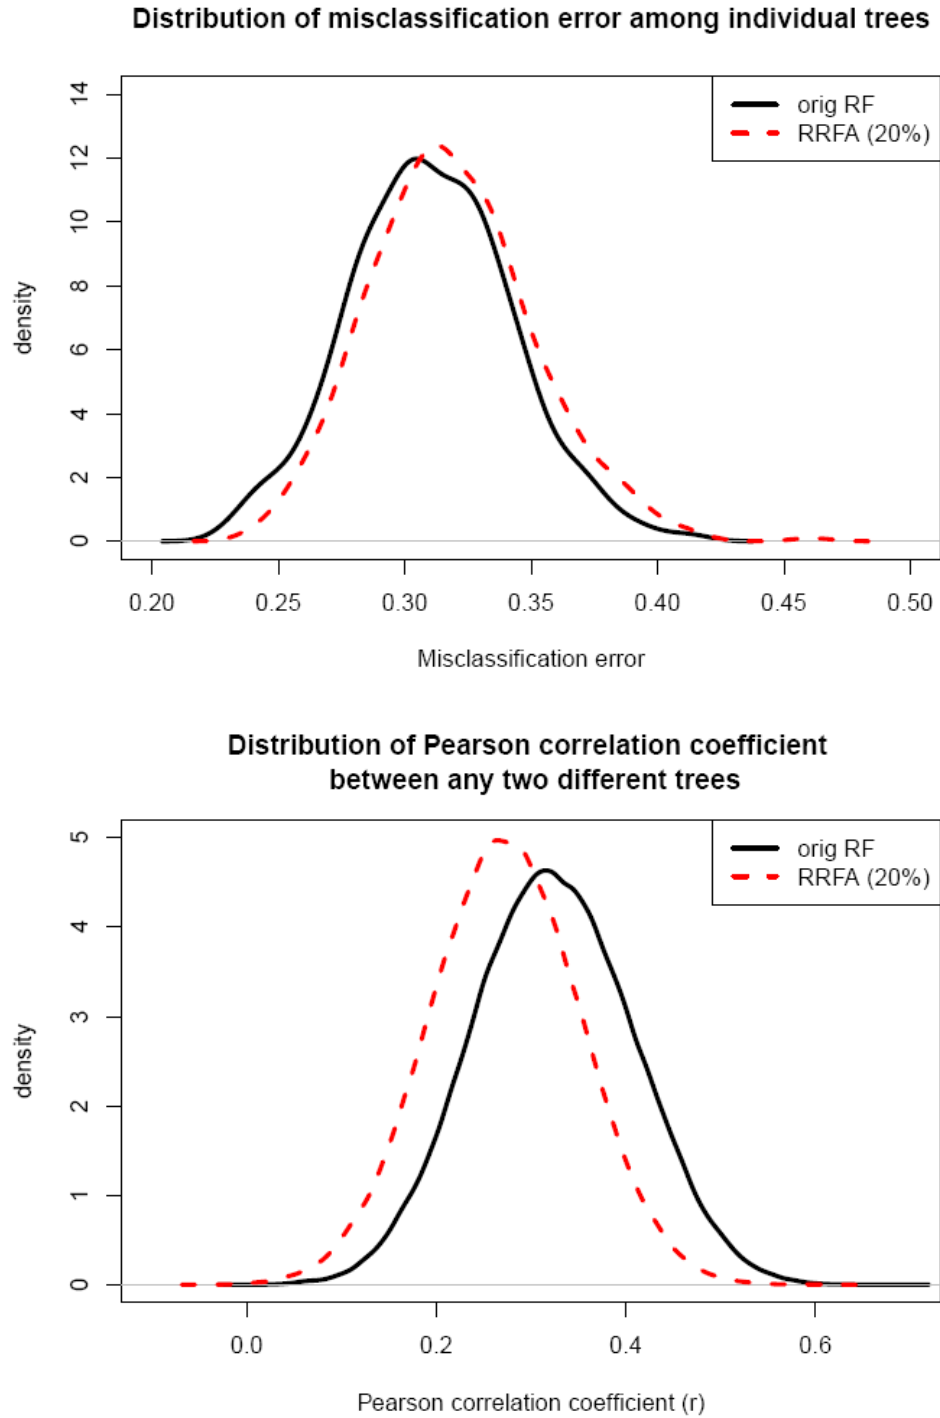 Distribution of misclassification error among individual trees
orig RF
RRFA (20%)
14
12
10
8
6
4
2
0
density
0.20 0.25 0.30 0.35 0.40 0.45 0.50
Misclassification error
Distribution of Pearson correlation coefficient
between any two different trees
orig RF
RRFA (20%)
5
4
3
2
1
0
density
0.0 0.2 0.4 0.6
Pearson correlation coefficient (r)